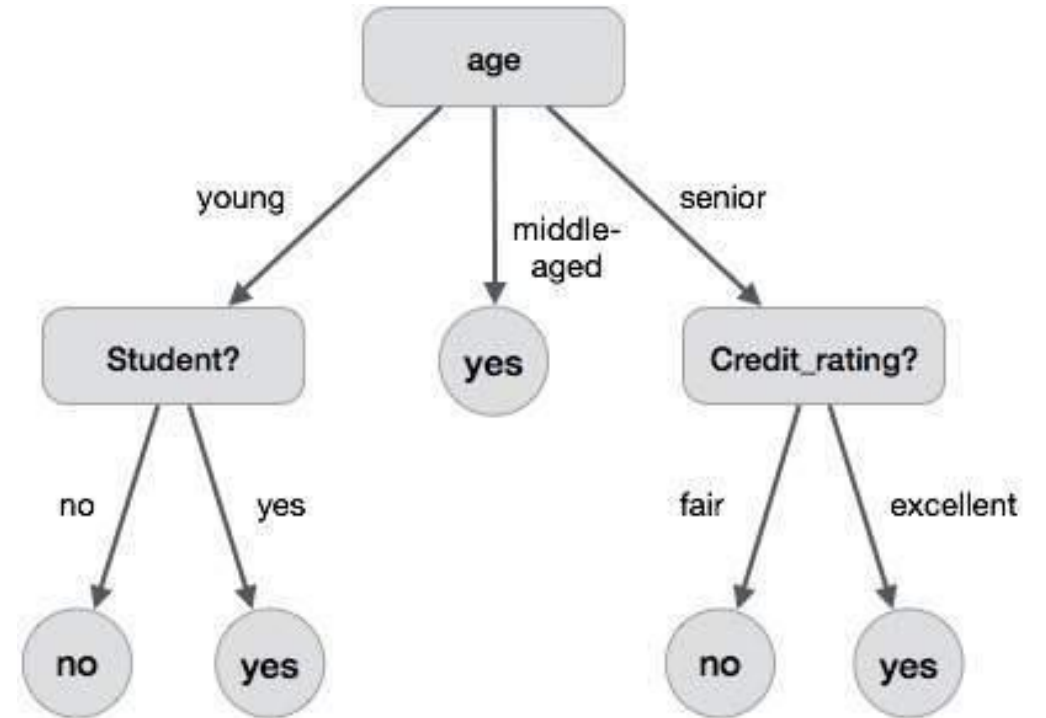 age
young
senior
middle-
aged
Student?
yes
Credit_rating?
no
yes
fair
excellent
no
yes
no
yes